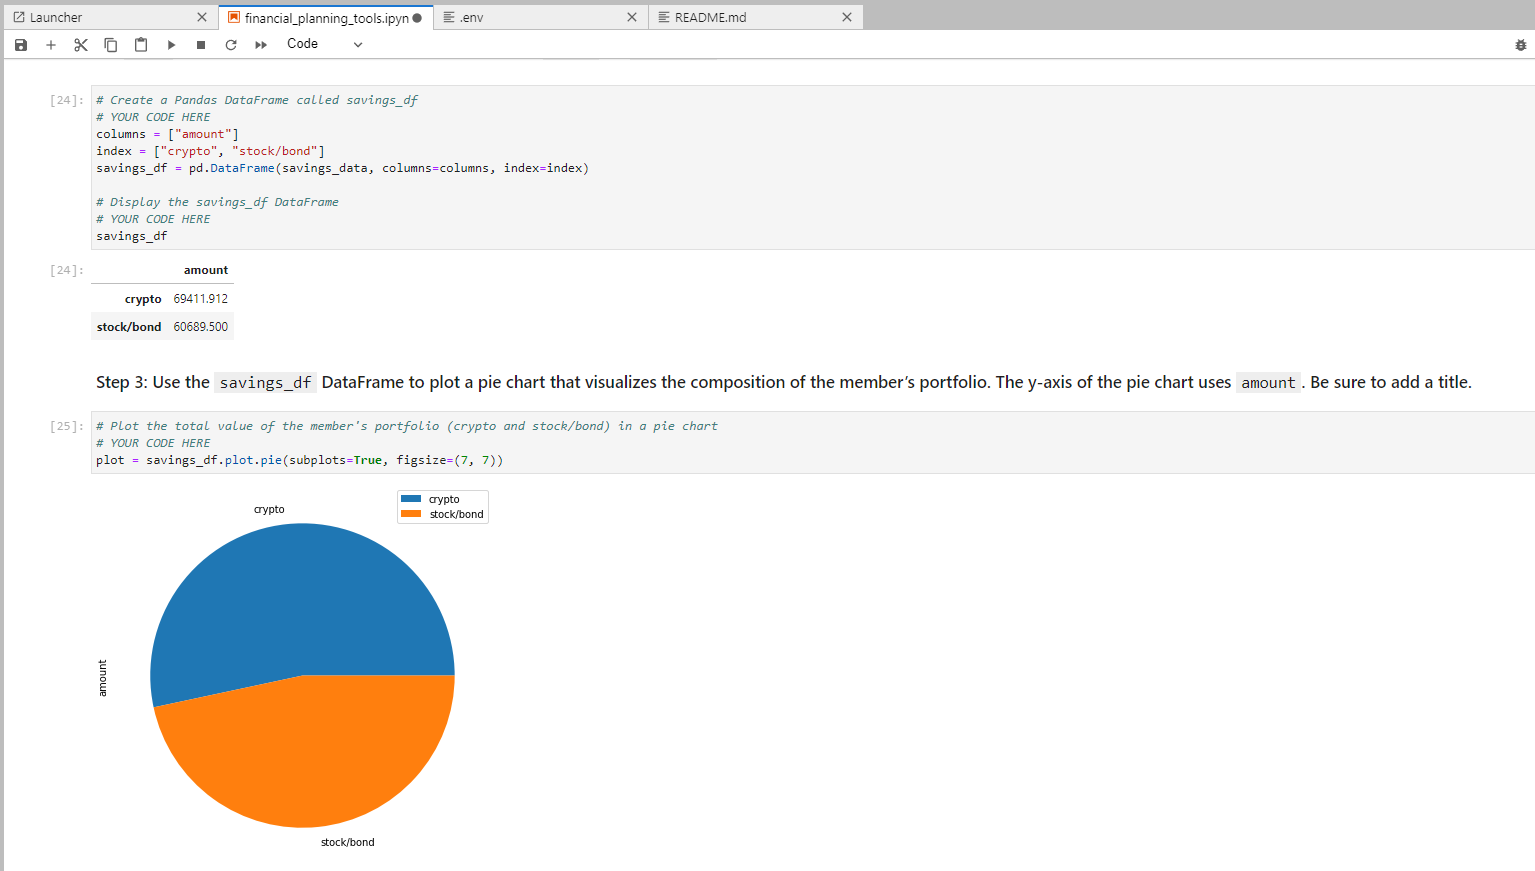 Launcher
financial_planning_tools.ipyn
.env
README.md
Code
[24]:
# Create a Pandas DataFrame called savings_df
# YOUR CODE HERE
columns = ["amount"]
index = ["crypto", "stock/bond"]
savings_df = pd.DataFrame(savings_data, columns=columns, index=index)
# Display the savings_df DataFrame
# YOUR CODE HERE
savings_df
[24]:
amount
crypto 69411.912
stock/bond 60689.500
Step 3: Use the savings_df DataFrame to plot a pie chart that visualizes the composition of the member's portfolio. The y-axis of the pie chart uses amount. Be sure to add a title.
[25]:
# Plot the total value of the member's portfolio (crypto and stock/bond) in a pie chart
# YOUR CODE HERE
plot = savings_df.plot.pie(subplots=True, figsize=(7, 7))
crypto
stock/bond
crypto
amount
stock/bond